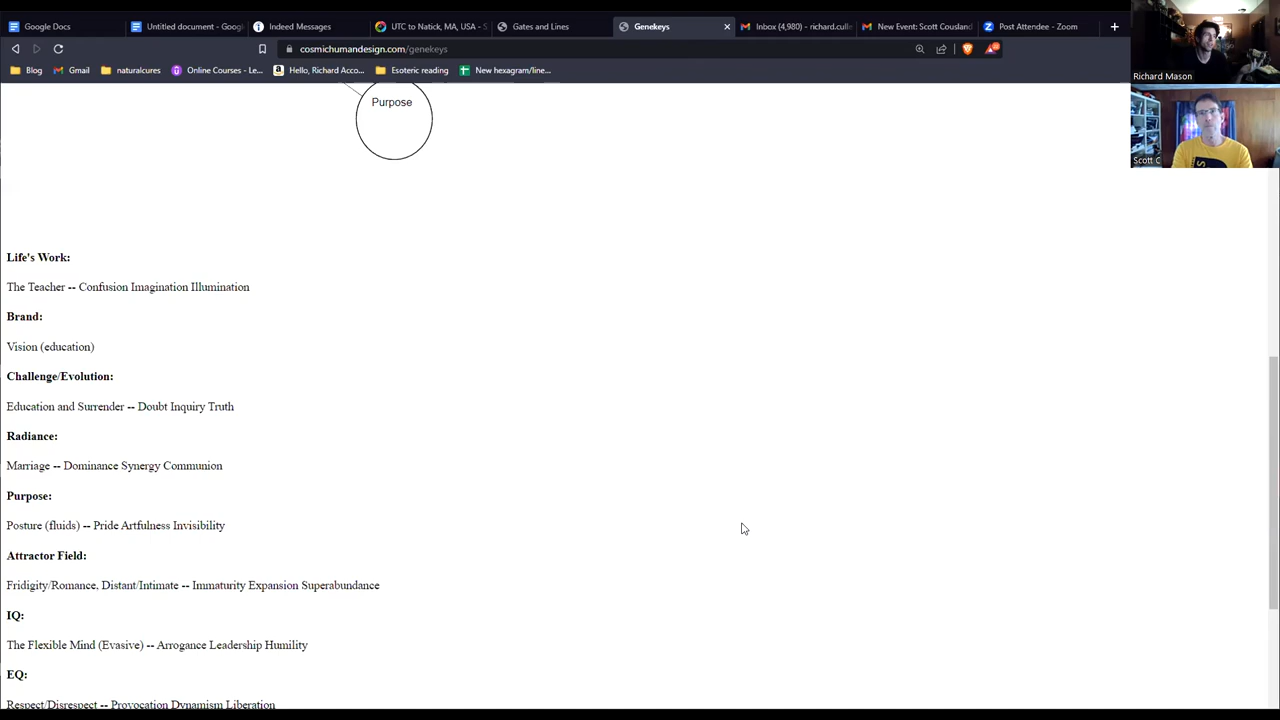 Google Docs
Untitled document - Googl
Indeed Messages
UTC to Natick, MA, USA - S
Gates and Lines
Genekeys
Inbox (4,980) - richard.culle
New Event: Scott Cousland
Post Attendee - Zoom
cosmichumandesign.com/genekeys
Blog
Gmail
naturalcures
Online Courses - Le...
Hello, Richard Acco...
Esoteric reading
New hexagram/line...
Richard Mason
Scott C
Purpose
Life's Work:
The Teacher -- Confusion Imagination Illumination
Brand:
Vision (education)
Challenge/Evolution:
Education and Surrender -- Doubt Inquiry Truth
Radiance:
Marriage -- Dominance Synergy Communion
Purpose:
Posture (fluids) -- Pride Artfulness Invisibility
Attractor Field:
Fridigity/Romance, Distant/Intimate -- Immaturity Expansion Superabundance
IQ:
The Flexible Mind (Evasive) -- Arrogance Leadership Humility
EQ:
Respect/Disrespect -- Provocation Dynamism Liberation